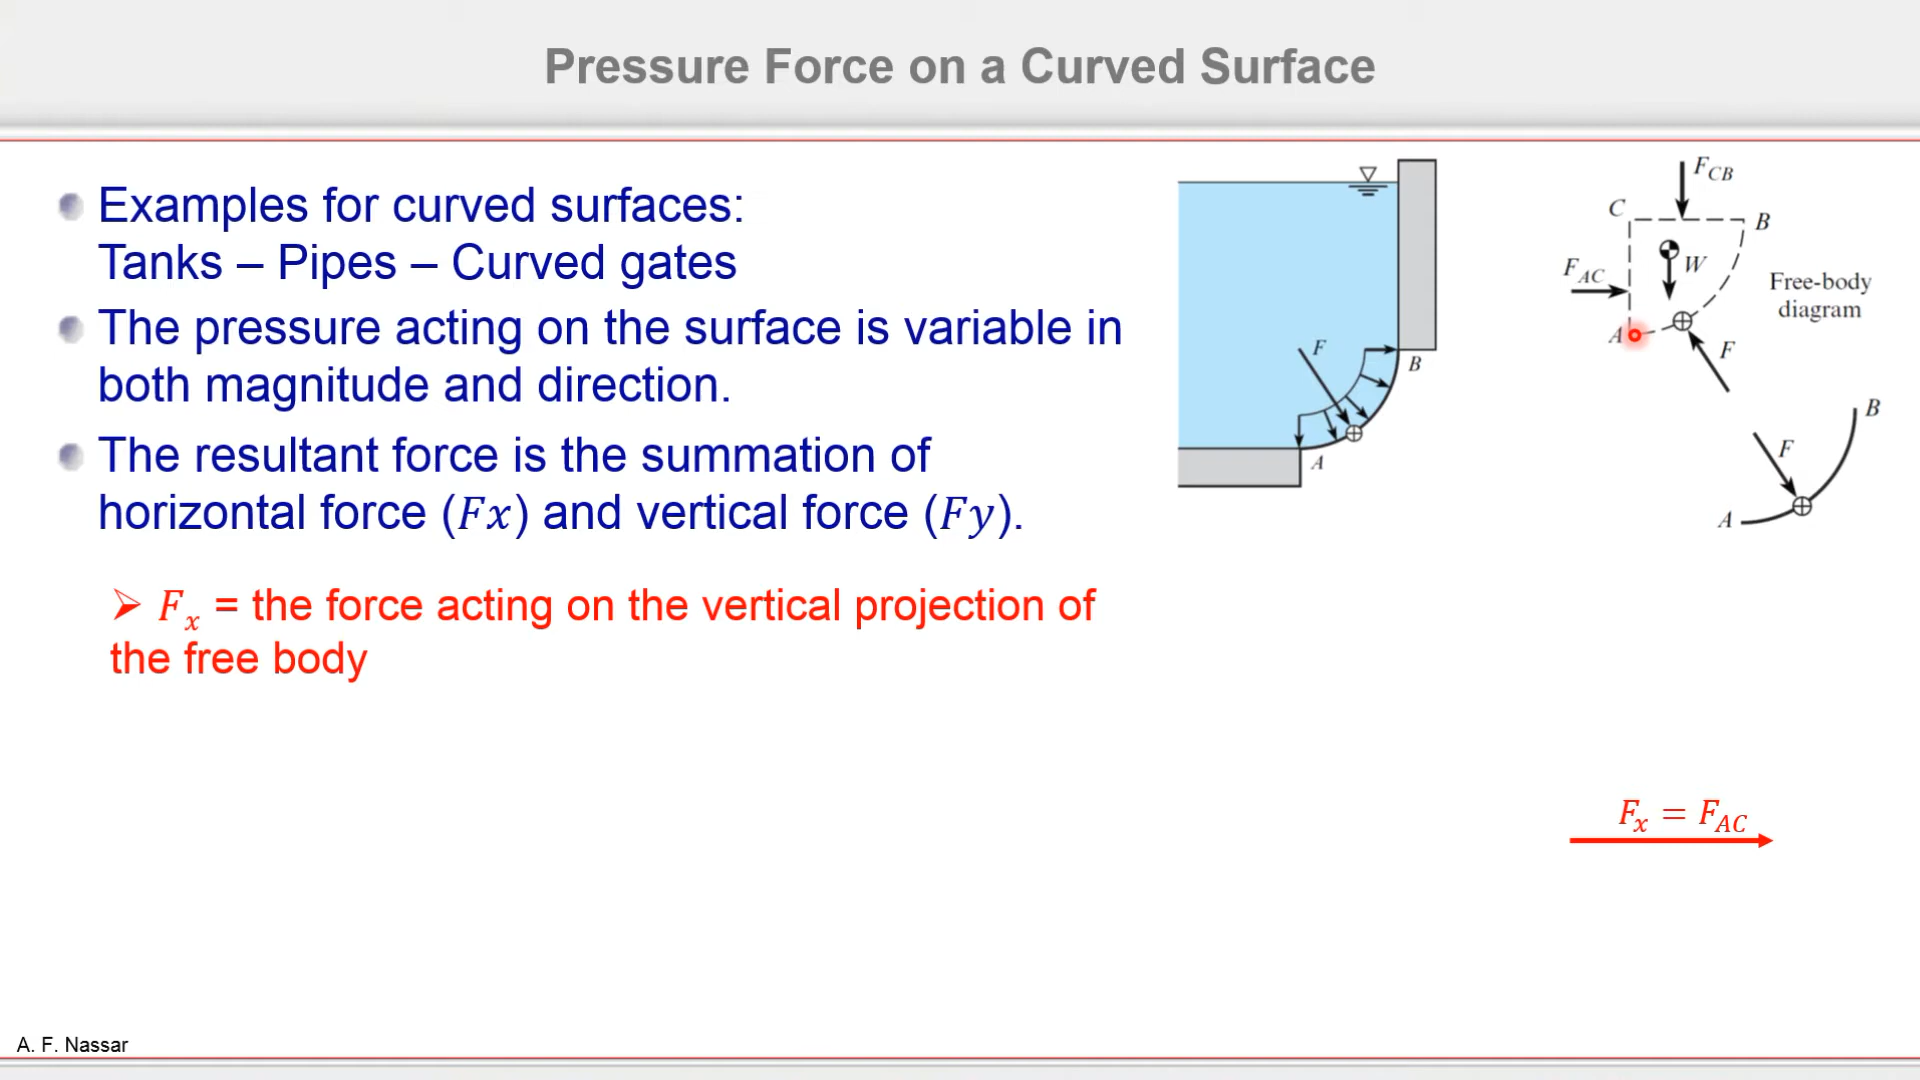 Pressure Force on a Curved Surface
Examples for curved surfaces:
Tanks – Pipes – Curved gates
The pressure acting on the surface is variable in
both magnitude and direction.
The resultant force is the summation of
horizontal force (Fx) and vertical force (Fy).
➢ Fx = the force acting on the vertical projection of
the free body
F
B
A
FCB
C
B
W
FAC
Free-body
diagram
A
F
B
F
A
Fx = FAC
A. F. Nassar